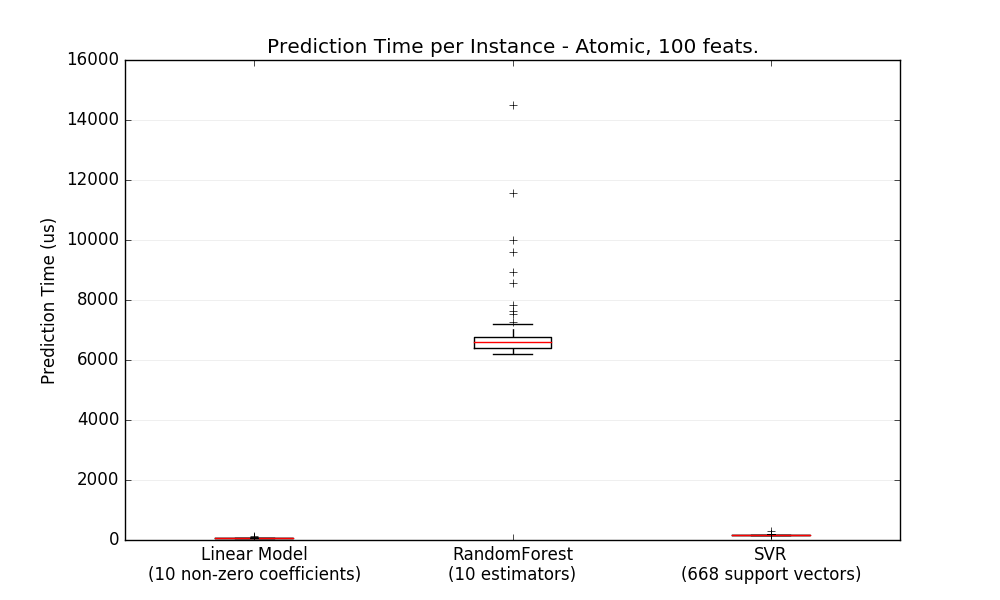 Prediction Time per Instance - Atomic, 100 feats.
16000
14000
12000
10000
8000
6000
4000
2000
0
Prediction Time (us)
Linear Model
(10 non-zero coefficients)
RandomForest
(10 estimators)
SVR
(668 support vectors)